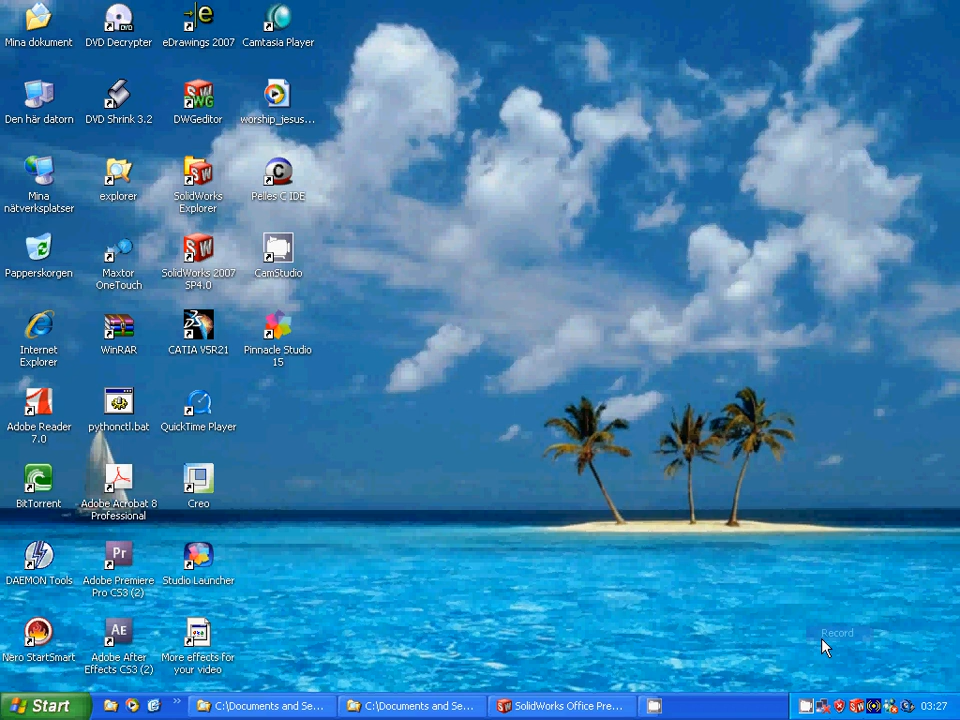 Mina dokument
DVD Decrypter
eDrawings 2007
Camtasia Player
Den här datorn
DVD Shrink 3.2
DWGeditor
worship_jesus...
Mina
nätverksplatser
explorer
SolidWorks
Explorer
Pelles C IDE
Papperskorgen
Maxtor
OneTouch
SolidWorks 2007
SP4.0
CamStudio
Internet
Explorer
WinRAR
CATIA V5R21
Pinnacle Studio
15
Adobe Reader
7.0
pythonctl.bat
QuickTime Player
BitTorrent
Adobe Acrobat 8
Professional
Creo
DAEMON Tools
Adobe Premiere
Pro CS3 (2)
Studio Launcher
Nero StartSmart
Adobe After
Effects CS3 (2)
More effects for
your video
Record
Start
C:\Documents and Se...
C:\Documents and Se...
SolidWorks Office Pre...
03:27